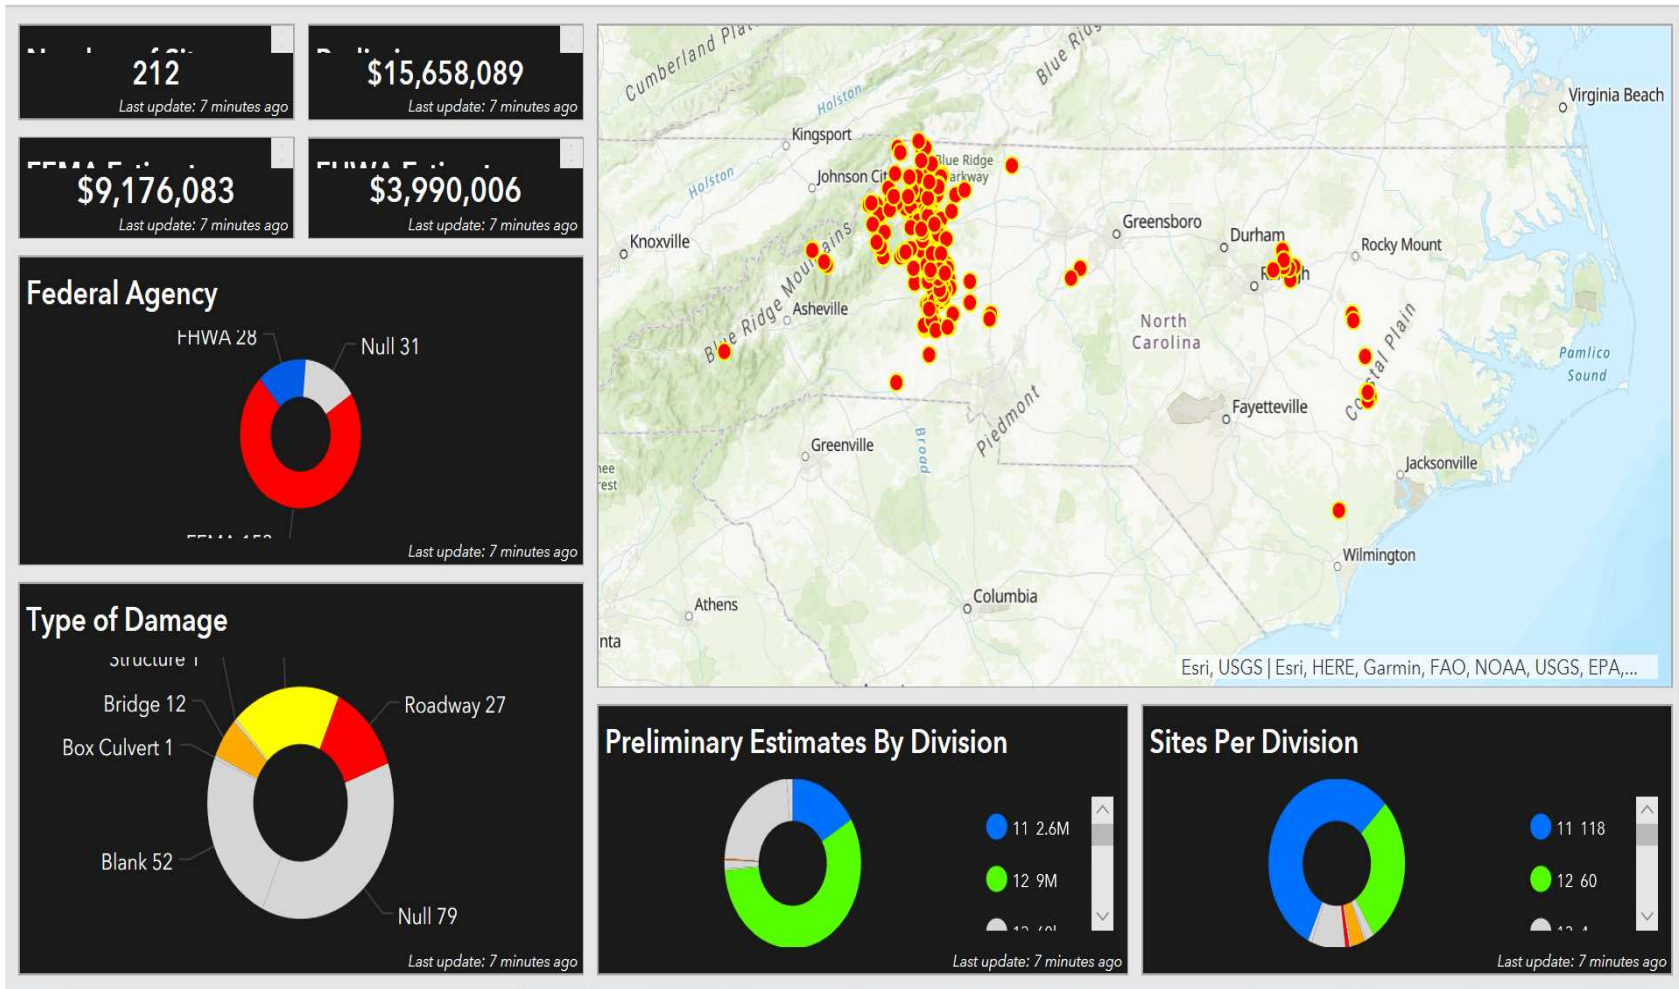 212
Last update: 7 minutes ago
$15,658,089
Last update: 7 minutes ago
$9,176,083
Last update: 7 minutes ago
$3,990,006
Last update: 7 minutes ago
Federal Agency
FHWA 28
Null 31
Last update: 7 minutes ago
Type of Damage
Structure 1
Bridge 12
Roadway 27
Box Culvert 1
Blank 52
Null 79
Last update: 7 minutes ago
Cumberland
Blue
Holston
Virginia Beach
Kingsport
Blue Ridge
Johnson
Holston
Greensboro
Durham
Rocky Mount
Knoxville
Blue Ridge Mountains
Asheville
North
Carolina
Coastal Plain
Pamlico
Sound
Piedmont
Fayetteville
Greenville
Broad
Jacksonville
Wilmington
Columbia
Athens
Esri, USGS | Esri, HERE, Garmin, FAO, NOAA, USGS, EPA,...
Preliminary Estimates By Division
11 2.6M
12 9M
Last update: 7 minutes ago
Sites Per Division
11 118
12 60
Last update: 7 minutes ago